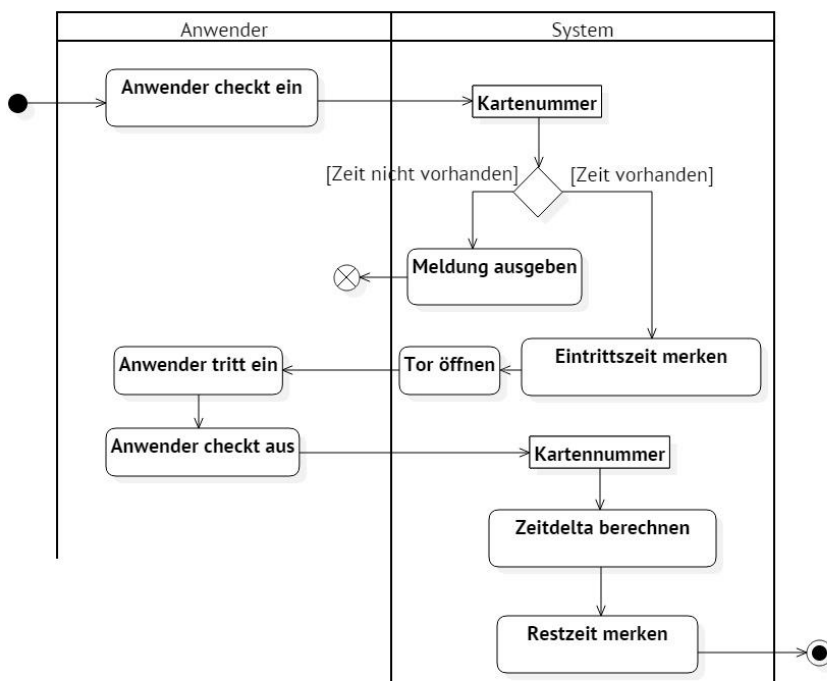 Anwender
System
Anwender checkt ein
Kartenummer
[Zeit nicht vorhanden]
[Zeit vorhanden]
Meldung ausgeben
Eintrittszeit merken
Tor öffnen
Anwender tritt ein
Anwender checkt aus
Kartennummer
Zeitdelta berechnen
Restzeit merken